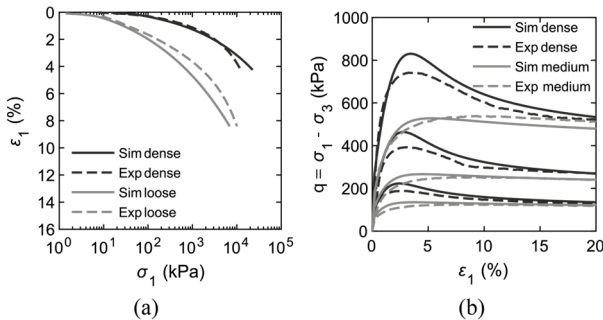 0
2
4
6
8
10
12
14
16
ε1 (%)
Sim dense
Exp dense
Sim loose
Exp loose
10^0 10^1 10^2 10^3 10^4 10^5
σ1 (kPa)
(a)
1000
800
600
400
200
0
q = σ1 - σ3 (kPa)
Sim dense
Exp dense
Sim medium
Exp medium
0 5 10 15 20
ε1 (%)
(b)